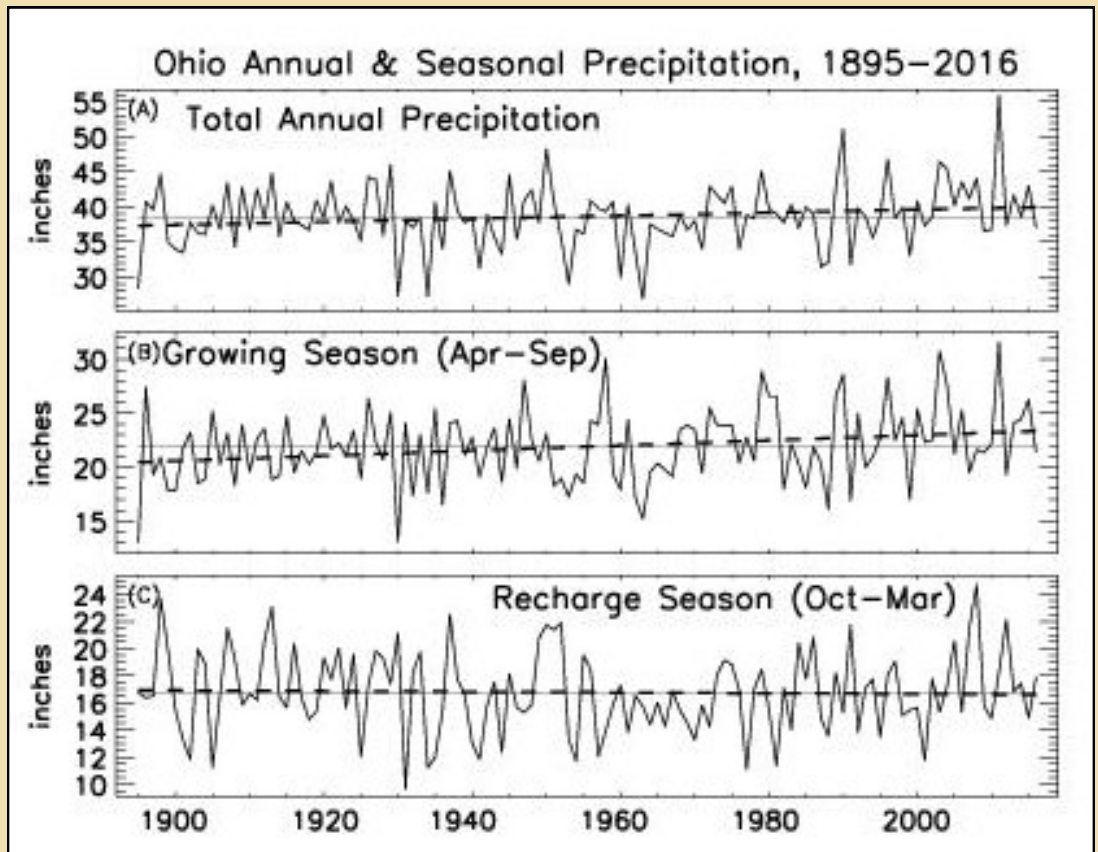 Ohio Annual & Seasonal Precipitation, 1895-2016
(A) Total Annual Precipitation
55
50
45
40
35
30
inches
(B) Growing Season (Apr-Sep)
30
25
20
15
inches
(C) Recharge Season (Oct-Mar)
24
22
20
18
16
14
12
10
inches
1900 1920 1940 1960 1980 2000